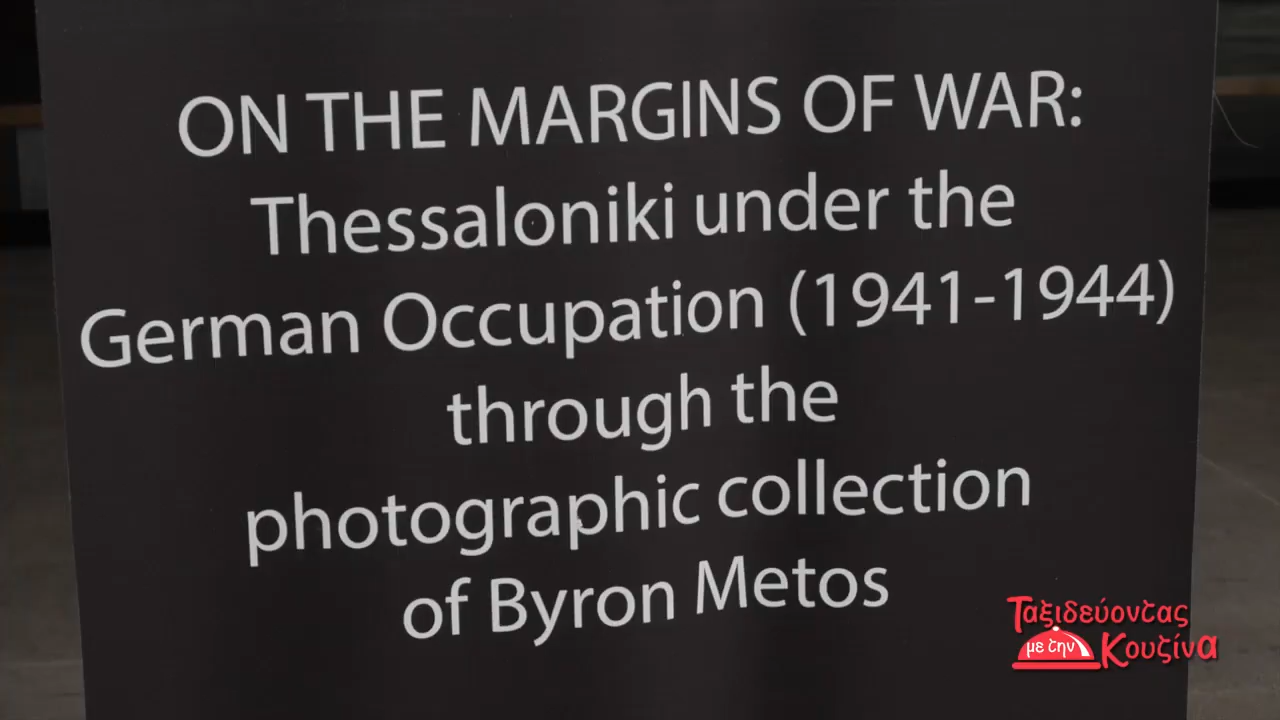 ON THE MARGINS OF WAR:
Thessaloniki under the
German Occupation (1941-1944)
through the
photographic collection
of Byron Metos
Ταξιδεύοντας
με την Κουζίνα